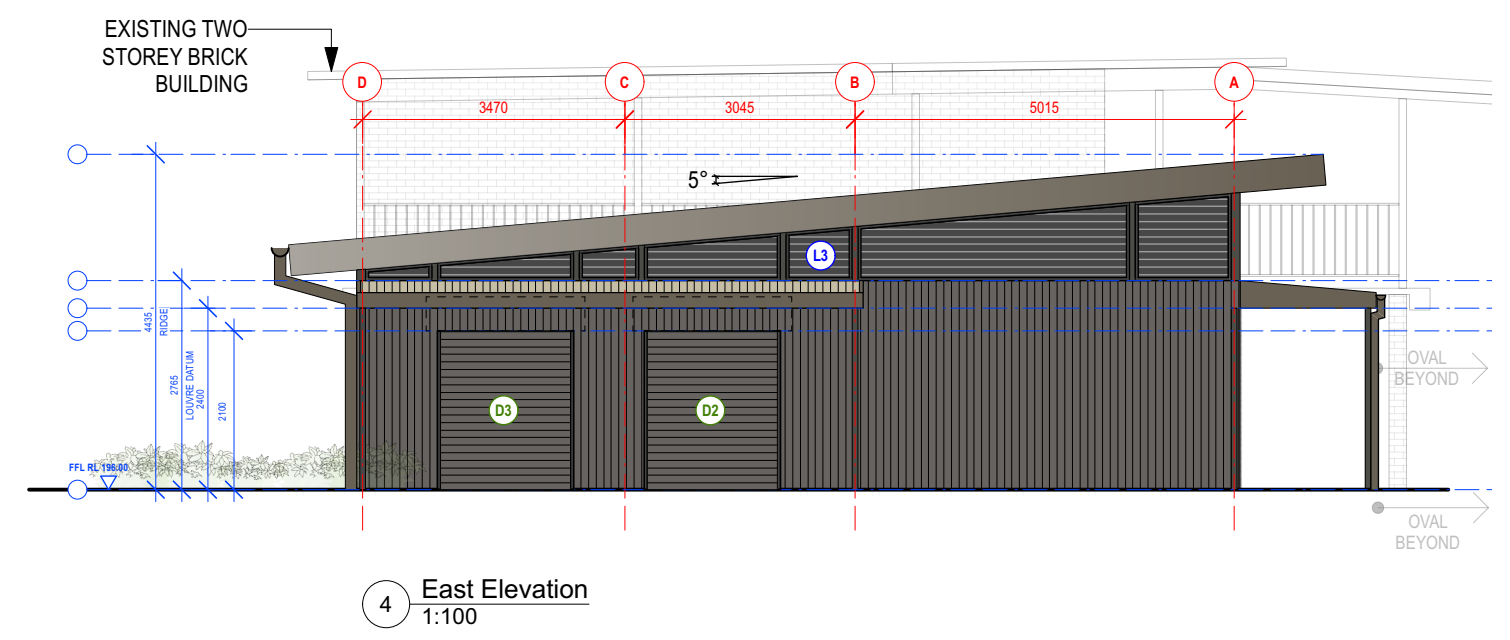 EXISTING TWO
STOREY BRICK
BUILDING
D
C
B
A
3470
3045
5015
5°
L3
4435
RIDGE
2765
LOUVRE DATUM
2400
2100
D3
D2
OVAL
BEYOND
FFL RL 196.00
OVAL
BEYOND
4
East Elevation
1:100